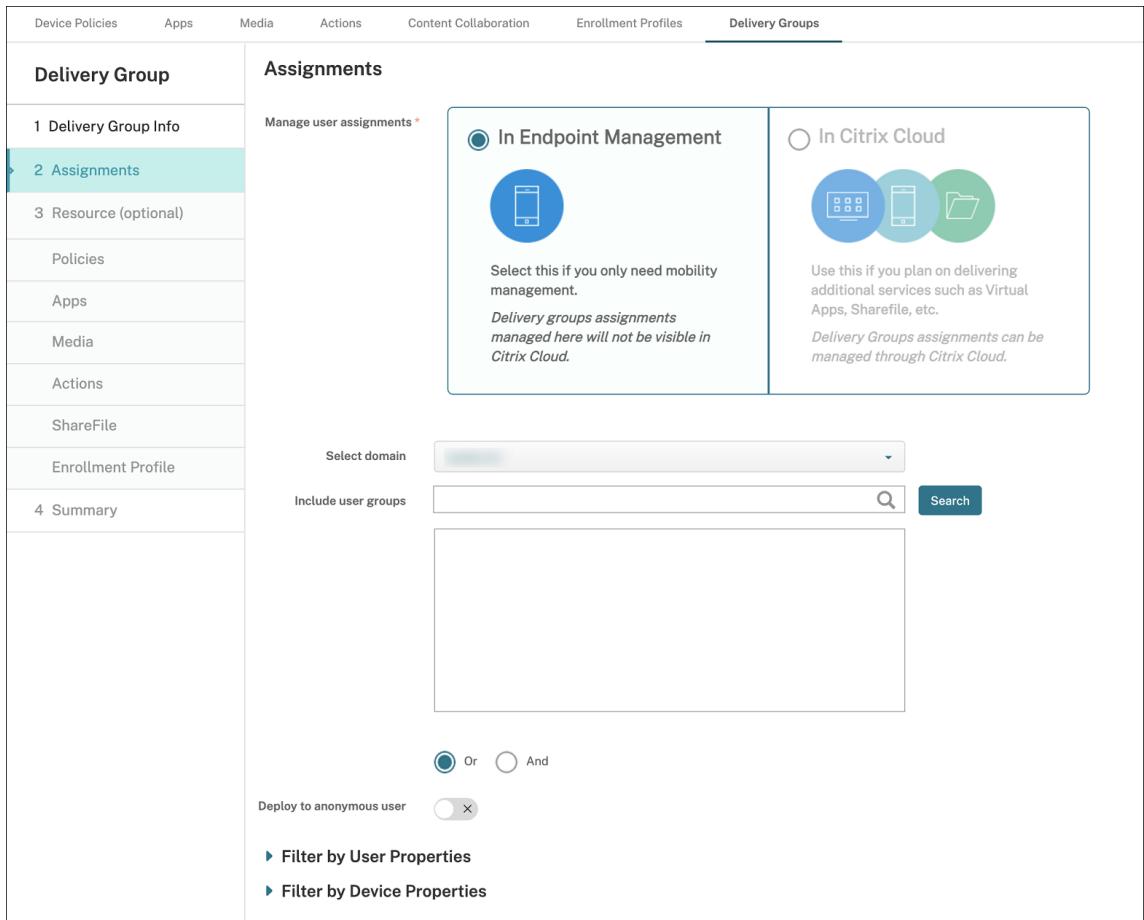 Device Policies Apps Media Actions Content Collaboration Enrollment Profiles Delivery Groups
Delivery Group
1 Delivery Group Info
2 Assignments
3 Resource (optional)
Policies
Apps
Media
Actions
ShareFile
Enrollment Profile
4 Summary
Assignments
Manage user assignments *
In Endpoint Management
Select this if you only need mobility
management.
Delivery groups assignments
managed here will not be visible in
Citrix Cloud.
In Citrix Cloud
Use this if you plan on delivering
additional services such as Virtual
Apps, Sharefile, etc.
Delivery Groups assignments can be
managed through Citrix Cloud.
Select domain
Include user groups
Search
Or And
Deploy to anonymous user
Filter by User Properties
Filter by Device Properties